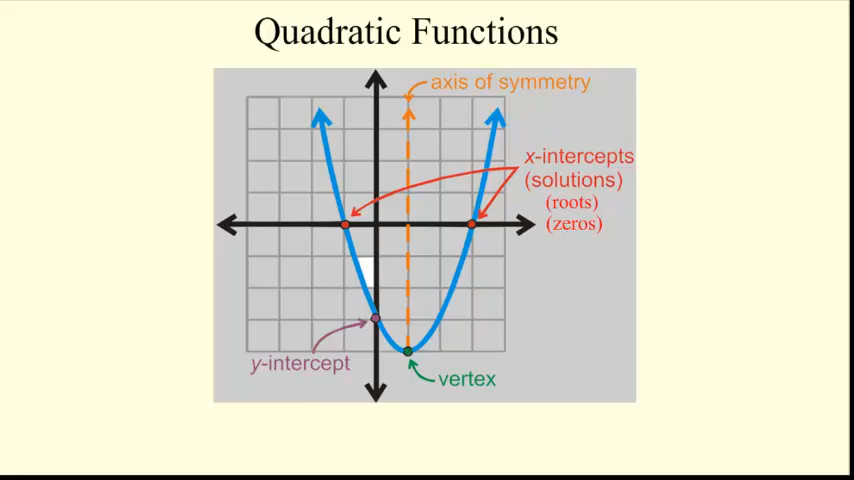 Quadratic Functions
axis of symmetry
x-intercepts
(solutions)
(roots)
(zeros)
y-intercept
vertex